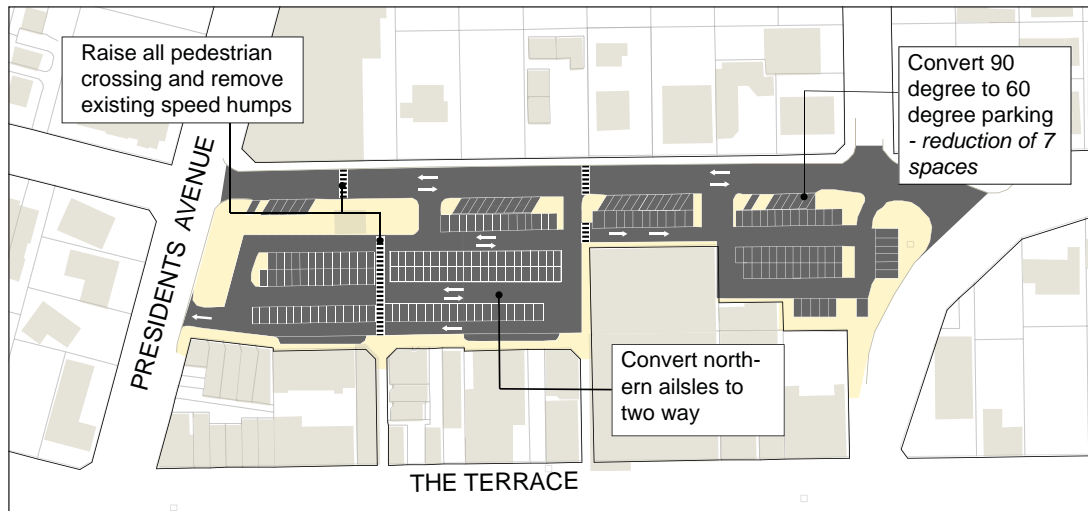 Raise all pedestrian
crossing and remove
existing speed humps
Convert 90
degree to 60
degree parking
- reduction of 7
spaces
PRESIDENTS AVENUE
Convert north-
ern ailsles to
two way
THE TERRACE